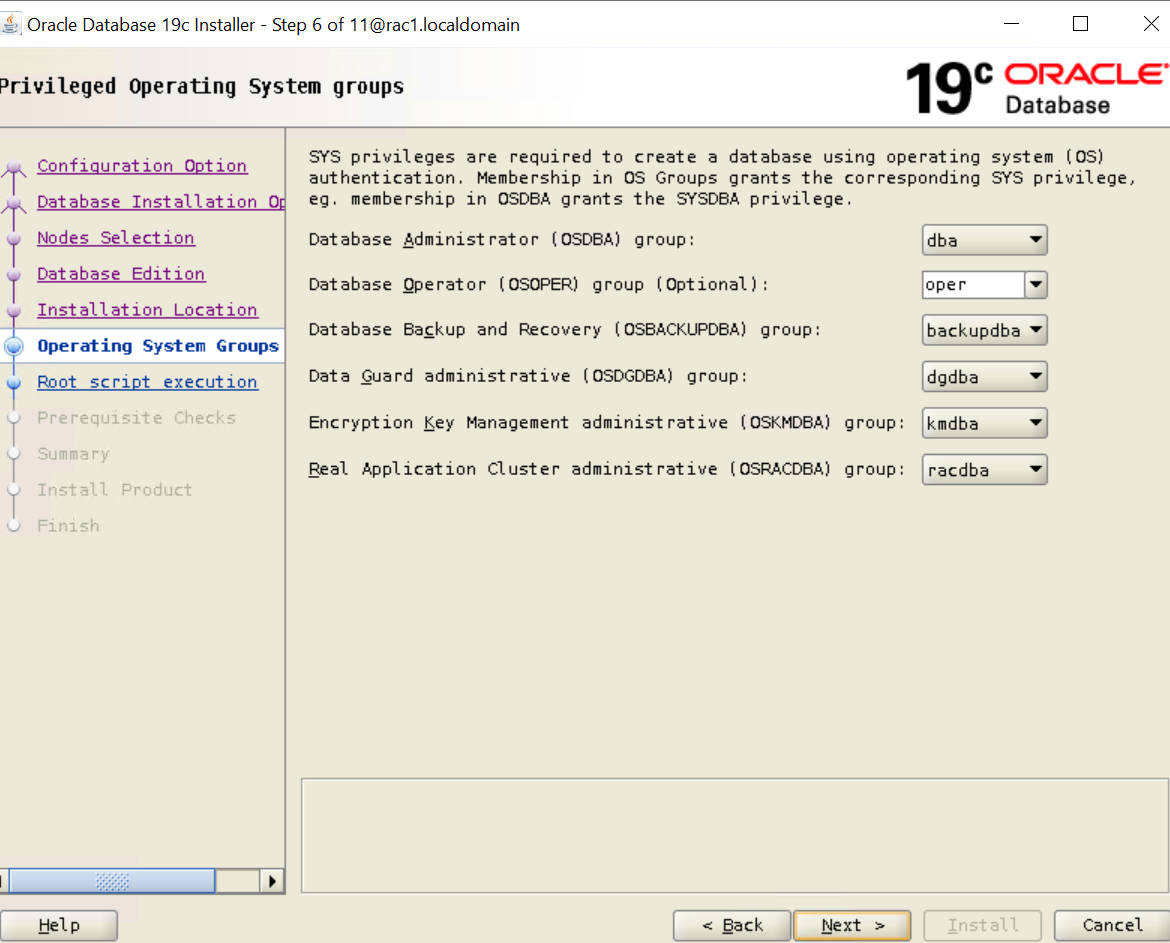 Oracle Database 19c Installer - Step 6 of 11@rac1.localdomain
Privileged Operating System groups
19c ORACLE
Database
Configuration Option
Database Installation Op
Nodes Selection
Database Edition
Installation Location
Operating System Groups
Root script execution
Prerequisite Checks
Summary
Install Product
Finish
SYS privileges are required to create a database using operating system (OS)
authentication. Membership in OS Groups grants the corresponding SYS privilege,
eg. membership in OSDBA grants the SYSDBA privilege.
Database Administrator (OSDBA) group: dba
Database Operator (OSOPER) group (Optional): oper
Database Backup and Recovery (OSBACKUPDBA) group: backupdba
Data Guard administrative (OSDGDBA) group: dgdba
Encryption Key Management administrative (OSKMDBA) group: kmdba
Real Application Cluster administrative (OSRACDBA) group: racdba
Help < Back Next > Install Cancel